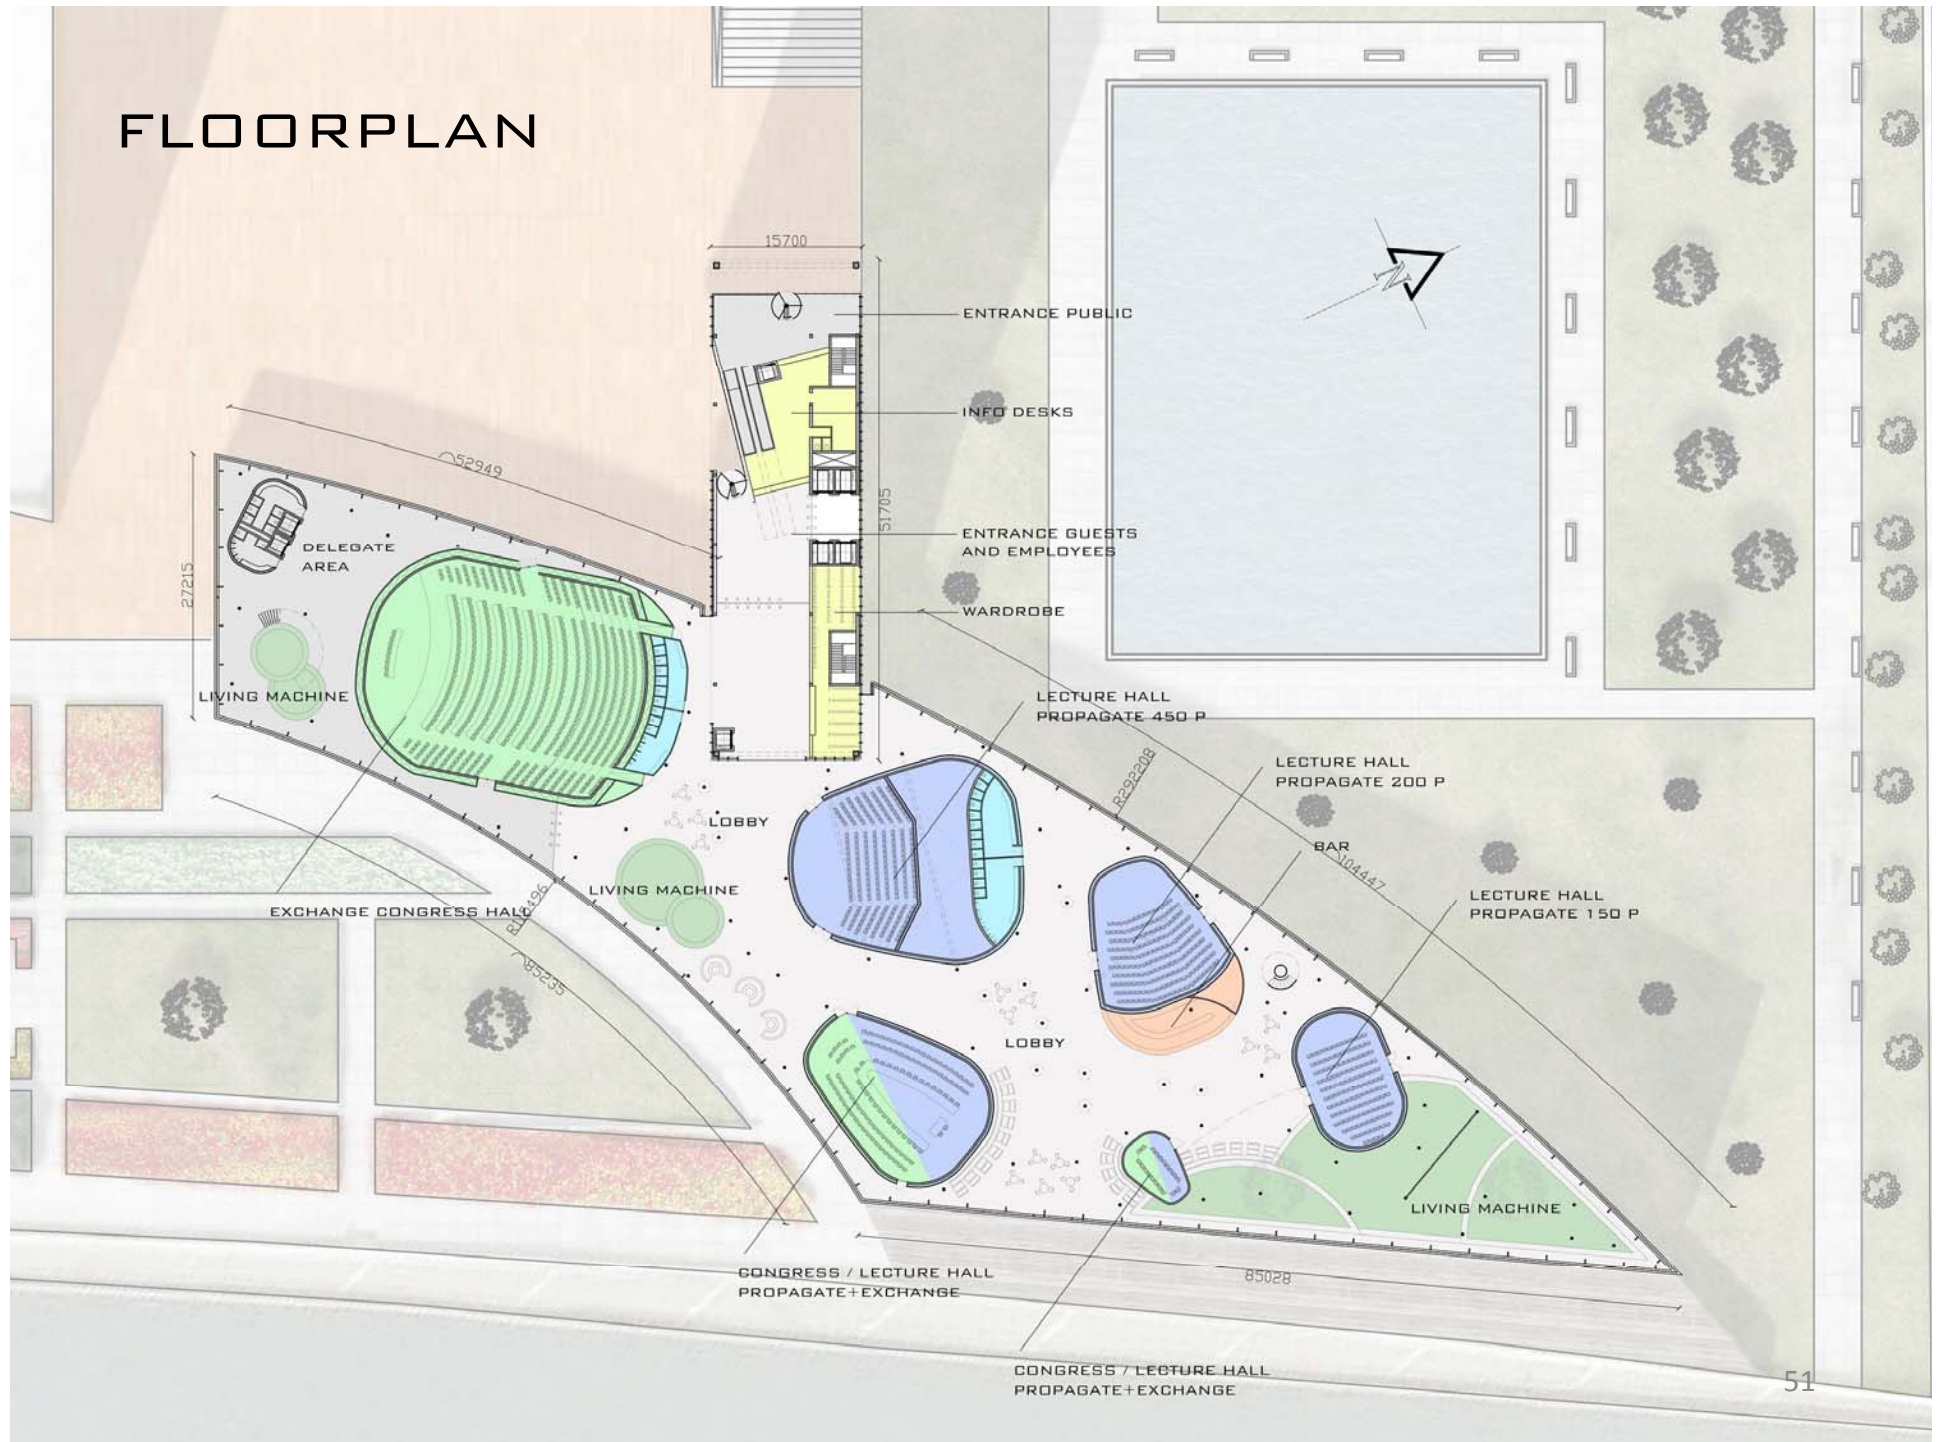 FLOORPLAN
15700
ENTRANCE PUBLIC
N
INFO DESKS
52949
51705
ENTRANCE GUESTS
AND EMPLOYEES
DELEGATE
AREA
27215
WARDROBE
LIVING MACHINE
LECTURE HALL
PROPAGATE 450 P
R292208
LECTURE HALL
PROPAGATE 200 P
LOBBY
BAR
104447
LIVING MACHINE
LECTURE HALL
PROPAGATE 150 P
EXCHANGE CONGRESS HALL
85235
LOBBY
LIVING MACHINE
CONGRESS / LECTURE HALL
PROPAGATE+EXCHANGE
85028
CONGRESS / LECTURE HALL
PROPAGATE+EXCHANGE
51